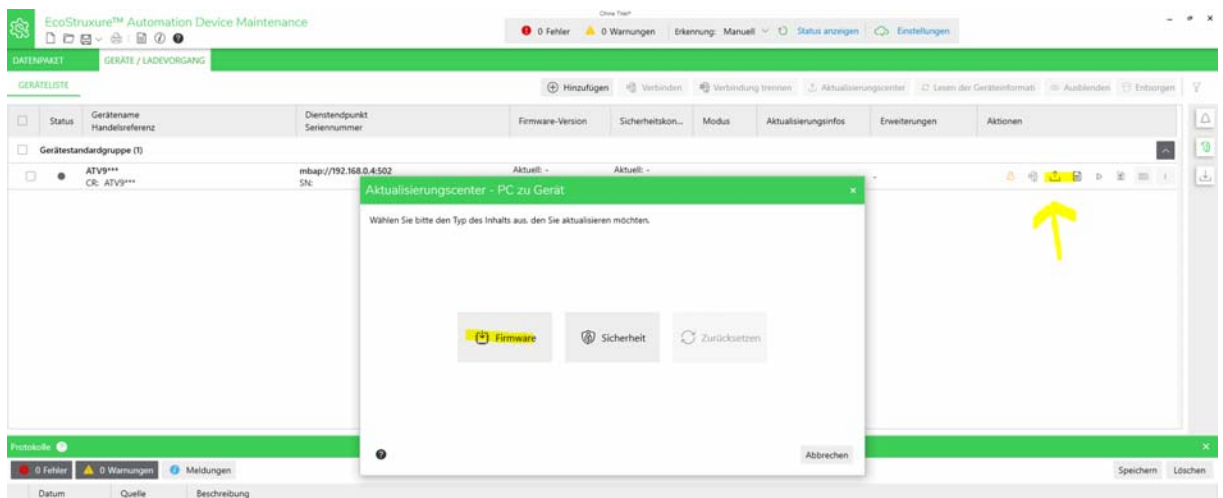 Ohne Titel*
EcoStruxure™ Automation Device Maintenance
0 Fehler 0 Warnungen Erkennung: Manuell Status anzeigen Einstellungen
DATENPAKET GERÄTE / LADEVORGANG
GERÄTELISTE
Hinzufügen Verbinden Verbindung trennen Aktualisierungscenter Lesen der Geräteinformati Ausblenden Entsorgen
Status Gerätename Dienstendpunkt Firmware-Version Sicherheitskon... Modus Aktualisierungsinfos Erweiterungen Aktionen
Handelsreferenz Seriennummer
Gerätestandardgruppe (1)
ATV9*** mbap://192.168.0.4:502 Aktuell: - Aktuell: - -
CR: ATV9*** SN:
Aktualisierungscenter - PC zu Gerät
Wählen Sie bitte den Typ des Inhalts aus, den Sie aktualisieren möchten.
Firmware Sicherheit Zurücksetzen
Abbrechen
Protokolle
0 Fehler 0 Warnungen Meldungen Speichern Löschen
Datum Quelle Beschreibung